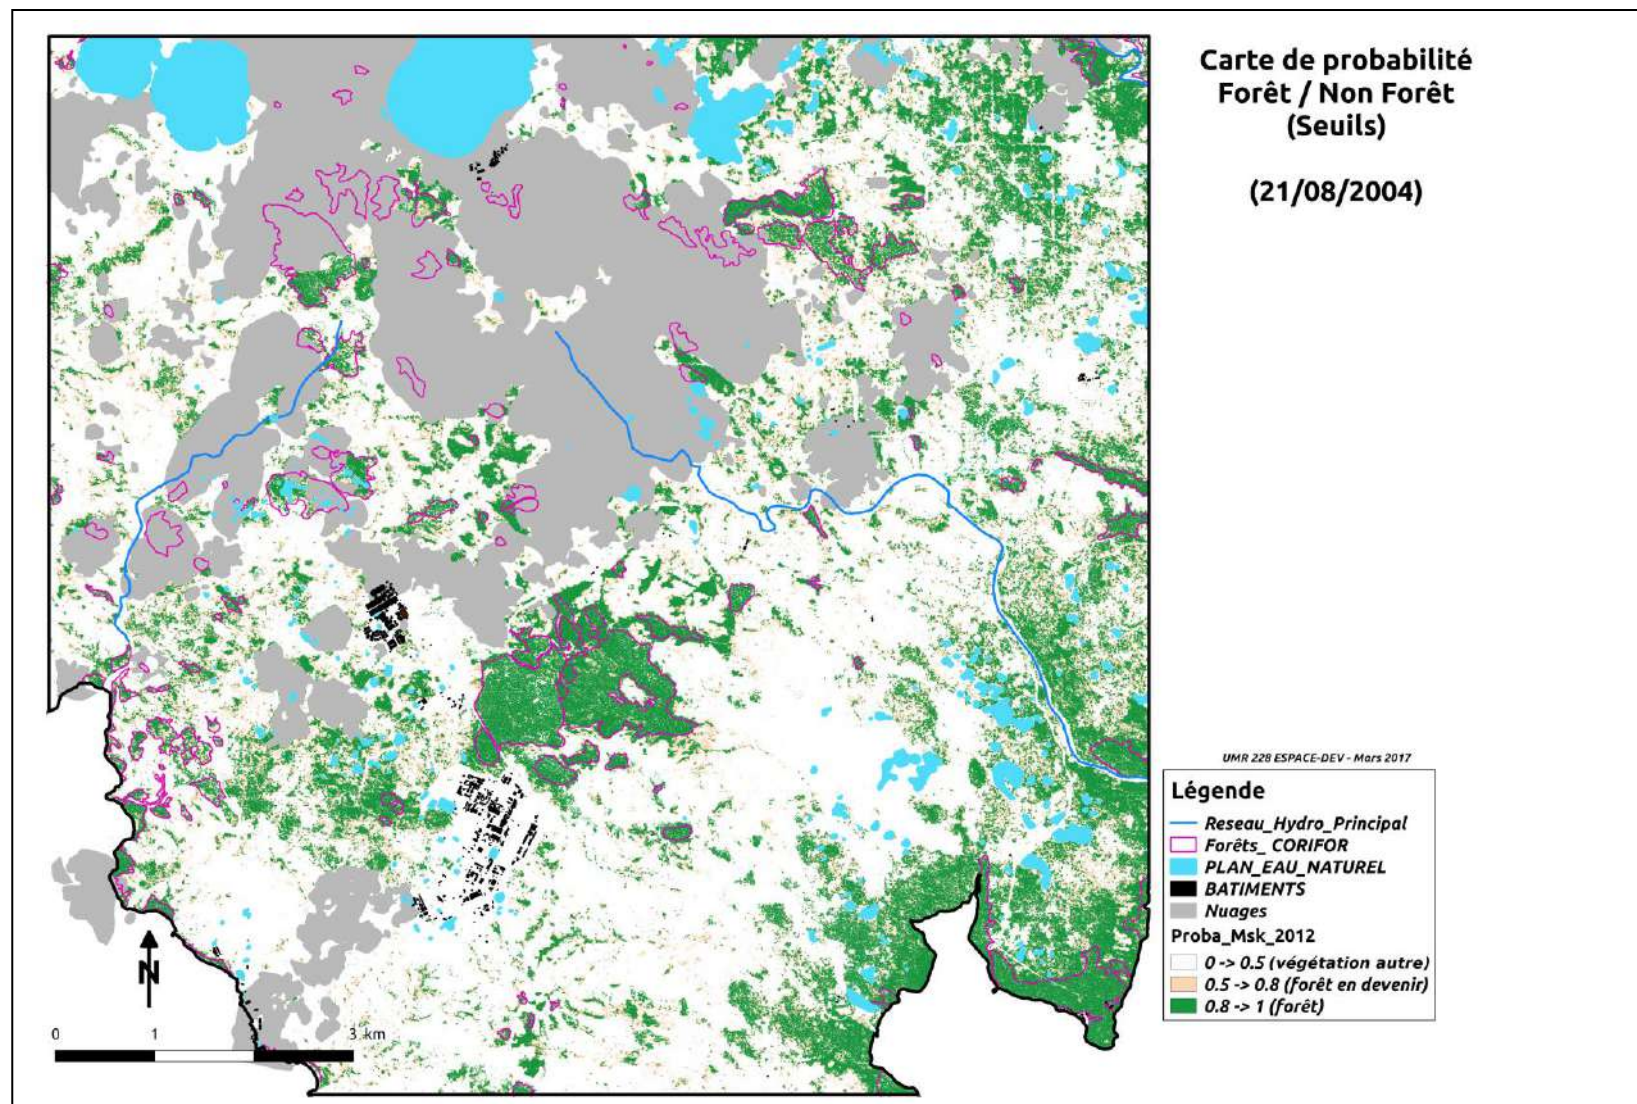 Carte de probabilité
Forêt / Non Forêt
(Seuils)
(21/08/2004)
UMR 228 ESPACE-DEV - Mars 2017
Légende
Reseau_Hydro_Principal
Forêts_ CORIFOR
PLAN_EAU_NATUREL
BATIMENTS
Nuages
Proba_Msk_2012
0 -> 0.5 (végétation autre)
0.5 -> 0.8 (forêt en devenir)
0.8 -> 1 (forêt)
N
0 1 3 km